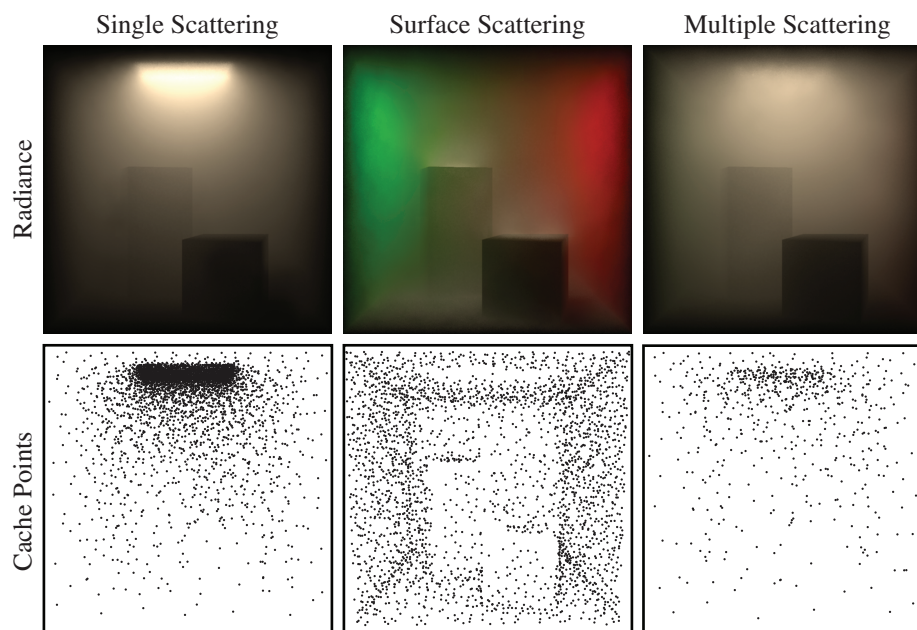 Single Scattering
Surface Scattering
Multiple Scattering
Radiance
Cache Points